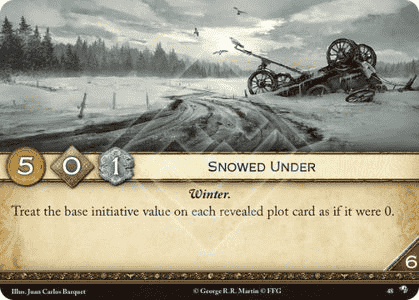 5 0 1 Snowed Under
Winter.
Treat the base initiative value on each revealed plot card as if it were 0.
6
Illus. Juan Carlos Barquet © George R.R. Martin © FFG 48